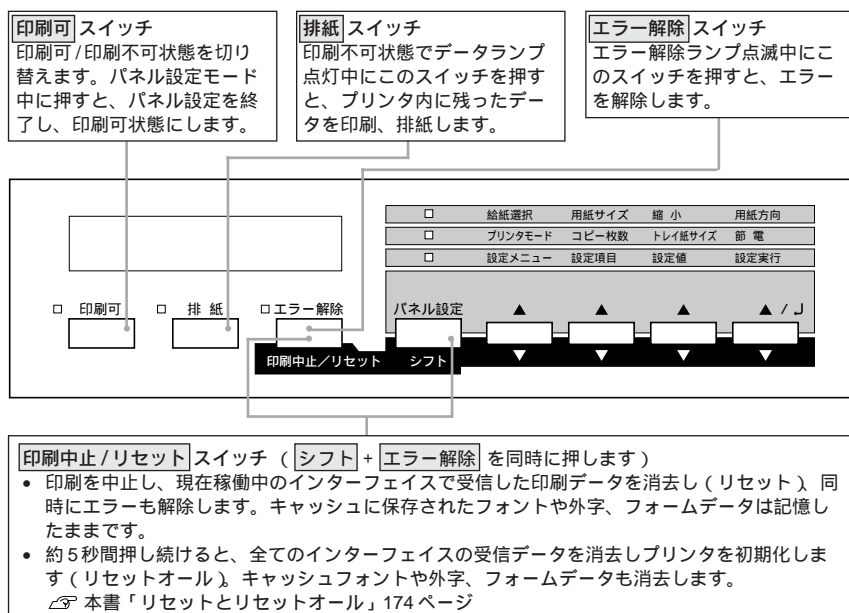 印刷可 スイッチ
印刷可/印刷不可状態を切り
替えます。パネル設定モード
中に押すと、パネル設定を終
了し、印刷可状態にします。
排紙 スイッチ
印刷不可状態でデータランプ
点灯中にこのスイッチを押す
と、プリンタ内に残ったデー
タを印刷、排紙します。
エラー解除 スイッチ
エラー解除ランプ点滅中にこ
のスイッチを押すと、エラー
を解除します。
給紙選択 用紙サイズ 縮 小 用紙方向
プリンタモード コピー枚数 トレイ紙サイズ 節 電
設定メニュー 設定項目 設定値 設定実行
印刷可 排 紙 エラー解除 パネル設定 ▲ ▲ ▲ ▲ / ↲
印刷中止/リセット シフト ▼ ▼ ▼ ▼
印刷中止/リセット スイッチ ( シフト + エラー解除 を同時に押します)
• 印刷を中止し、現在稼働中のインターフェイスで受信した印刷データを消去し(リセット)、同
時にエラーも解除します。キャッシュに保存されたフォントや外字、フォームデータは記憶し
たままです。
• 約5秒間押し続けると、全てのインターフェイスの受信データを消去しプリンタを初期化しま
す(リセットオール)。キャッシュフォントや外字、フォームデータも消去します。
☞ 本書「リセットとリセットオール」174 ページ